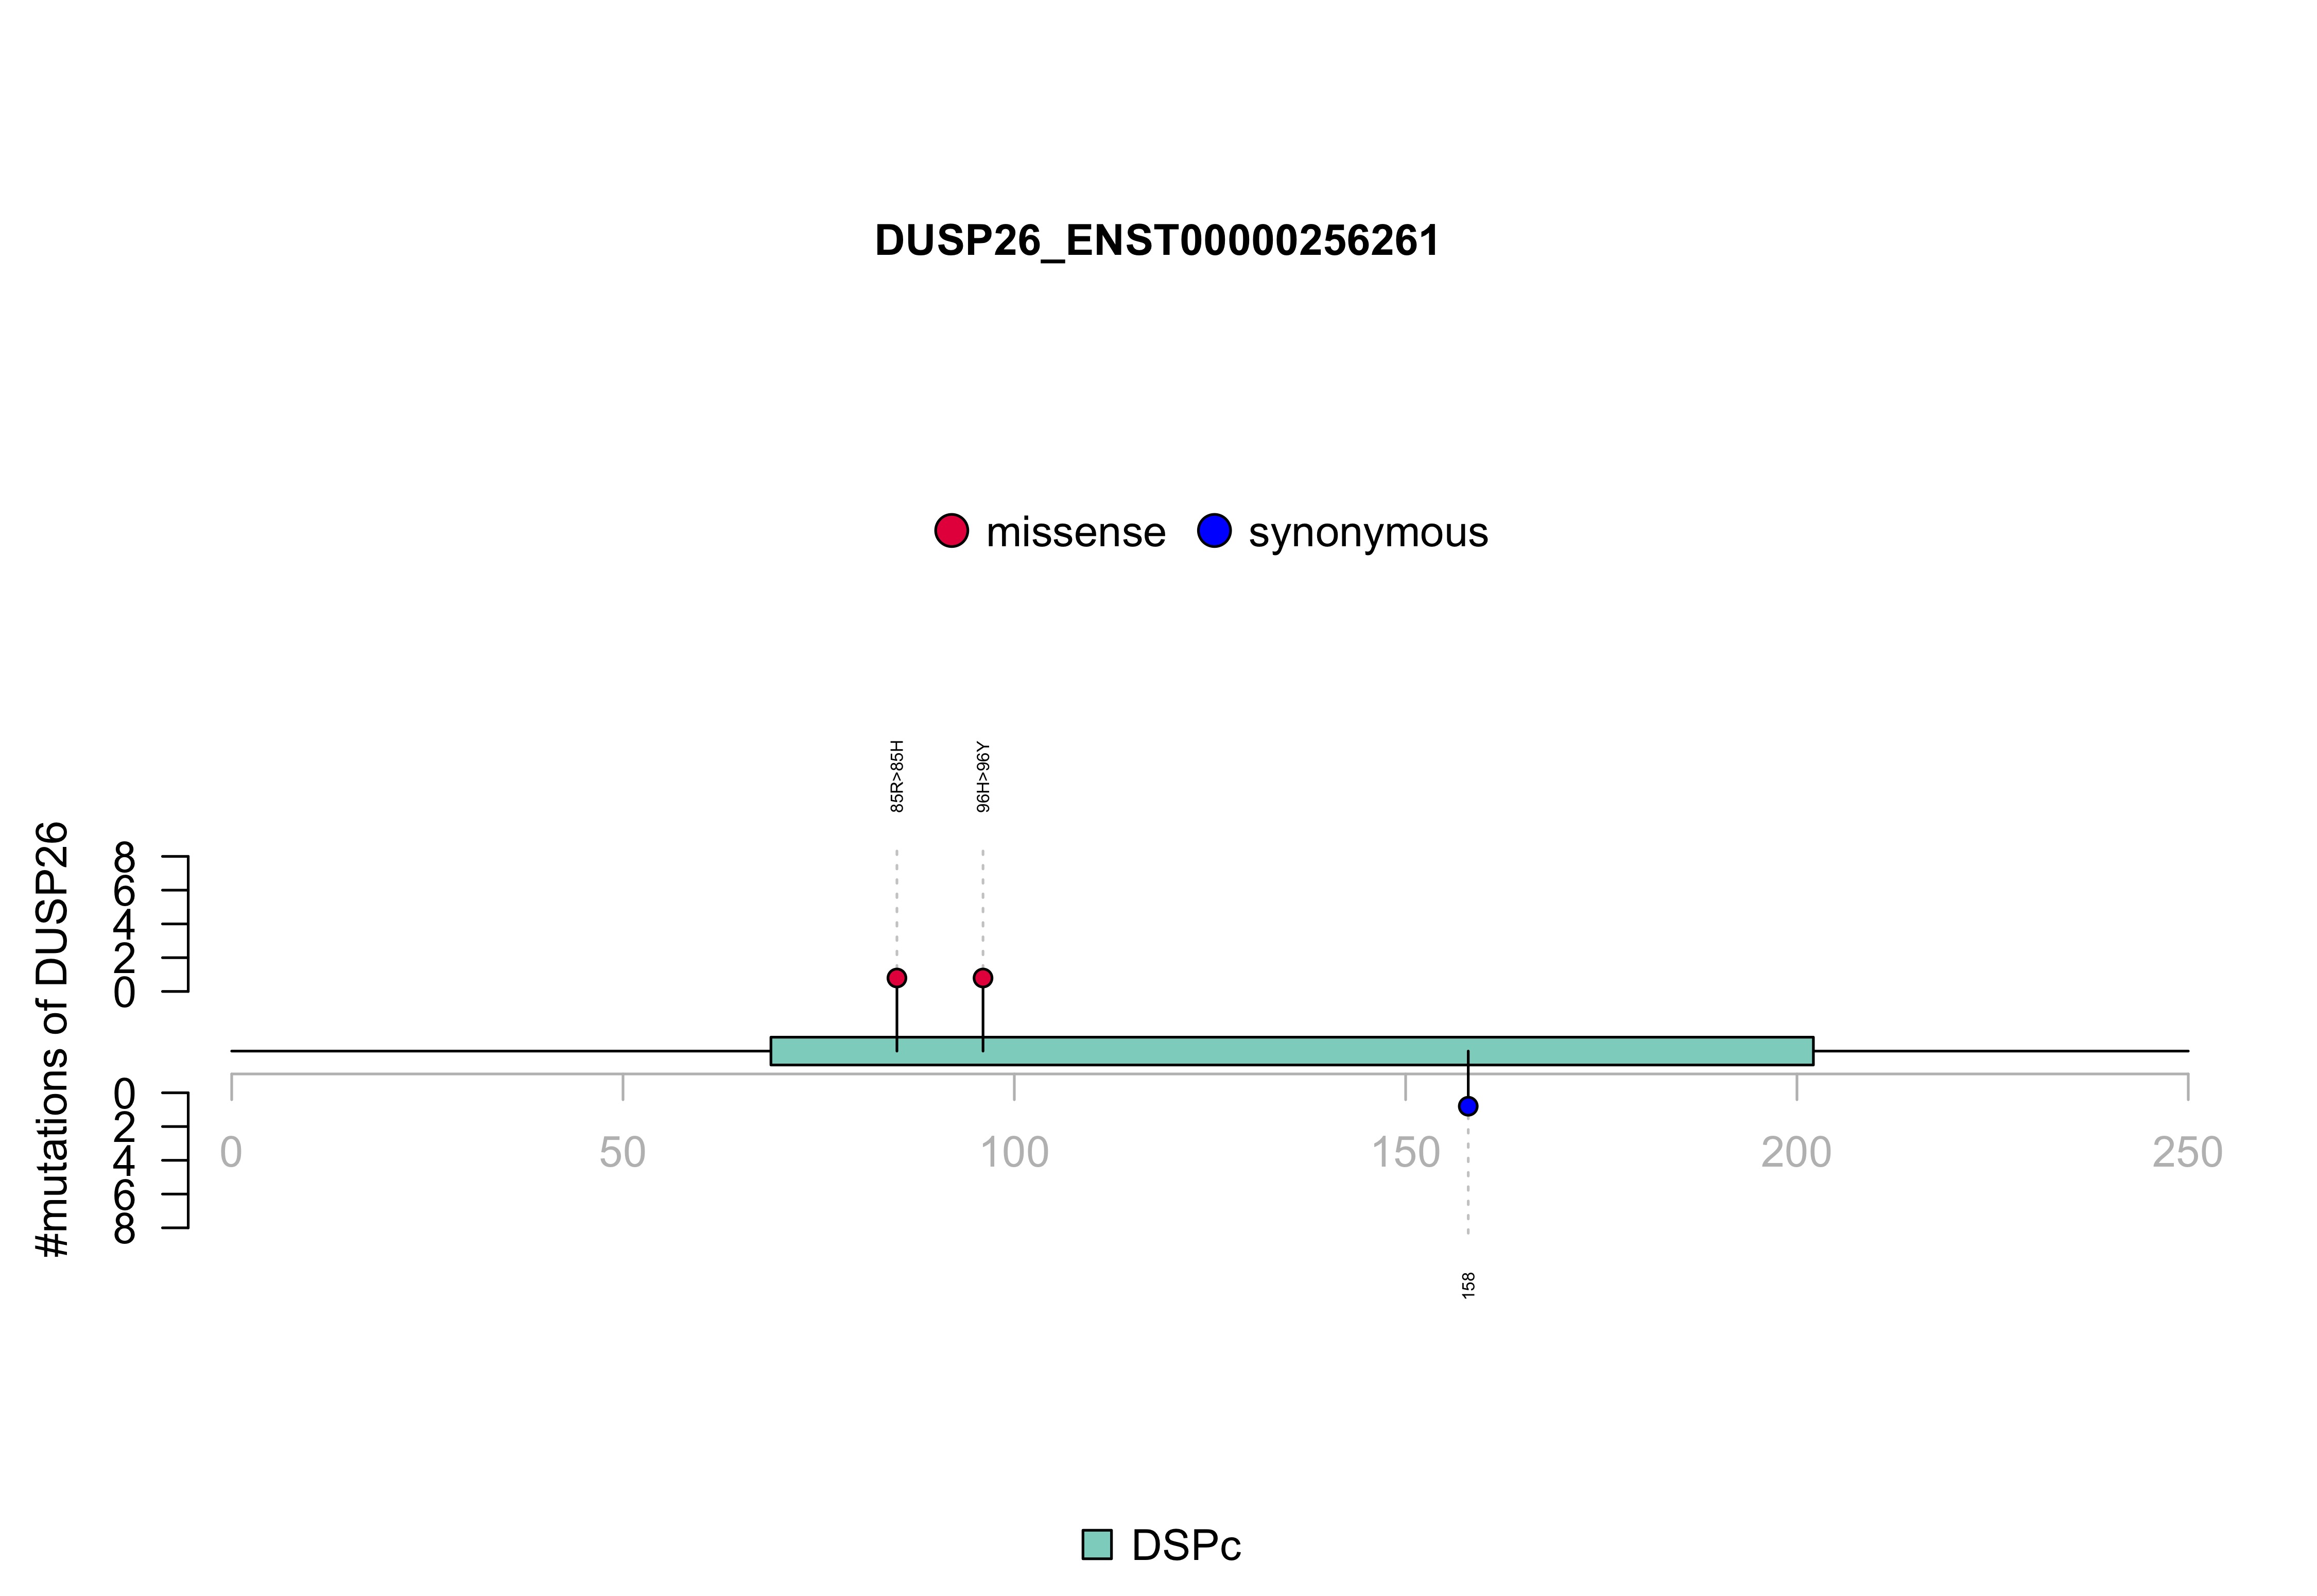 DUSP26_ENST00000256261
missense synonymous
85R>85H 96H>96Y
#mutations of DUSP26
8
6
4
2
0
0
2
4
6
8
0 50 100 150 200 250
158
DSPc